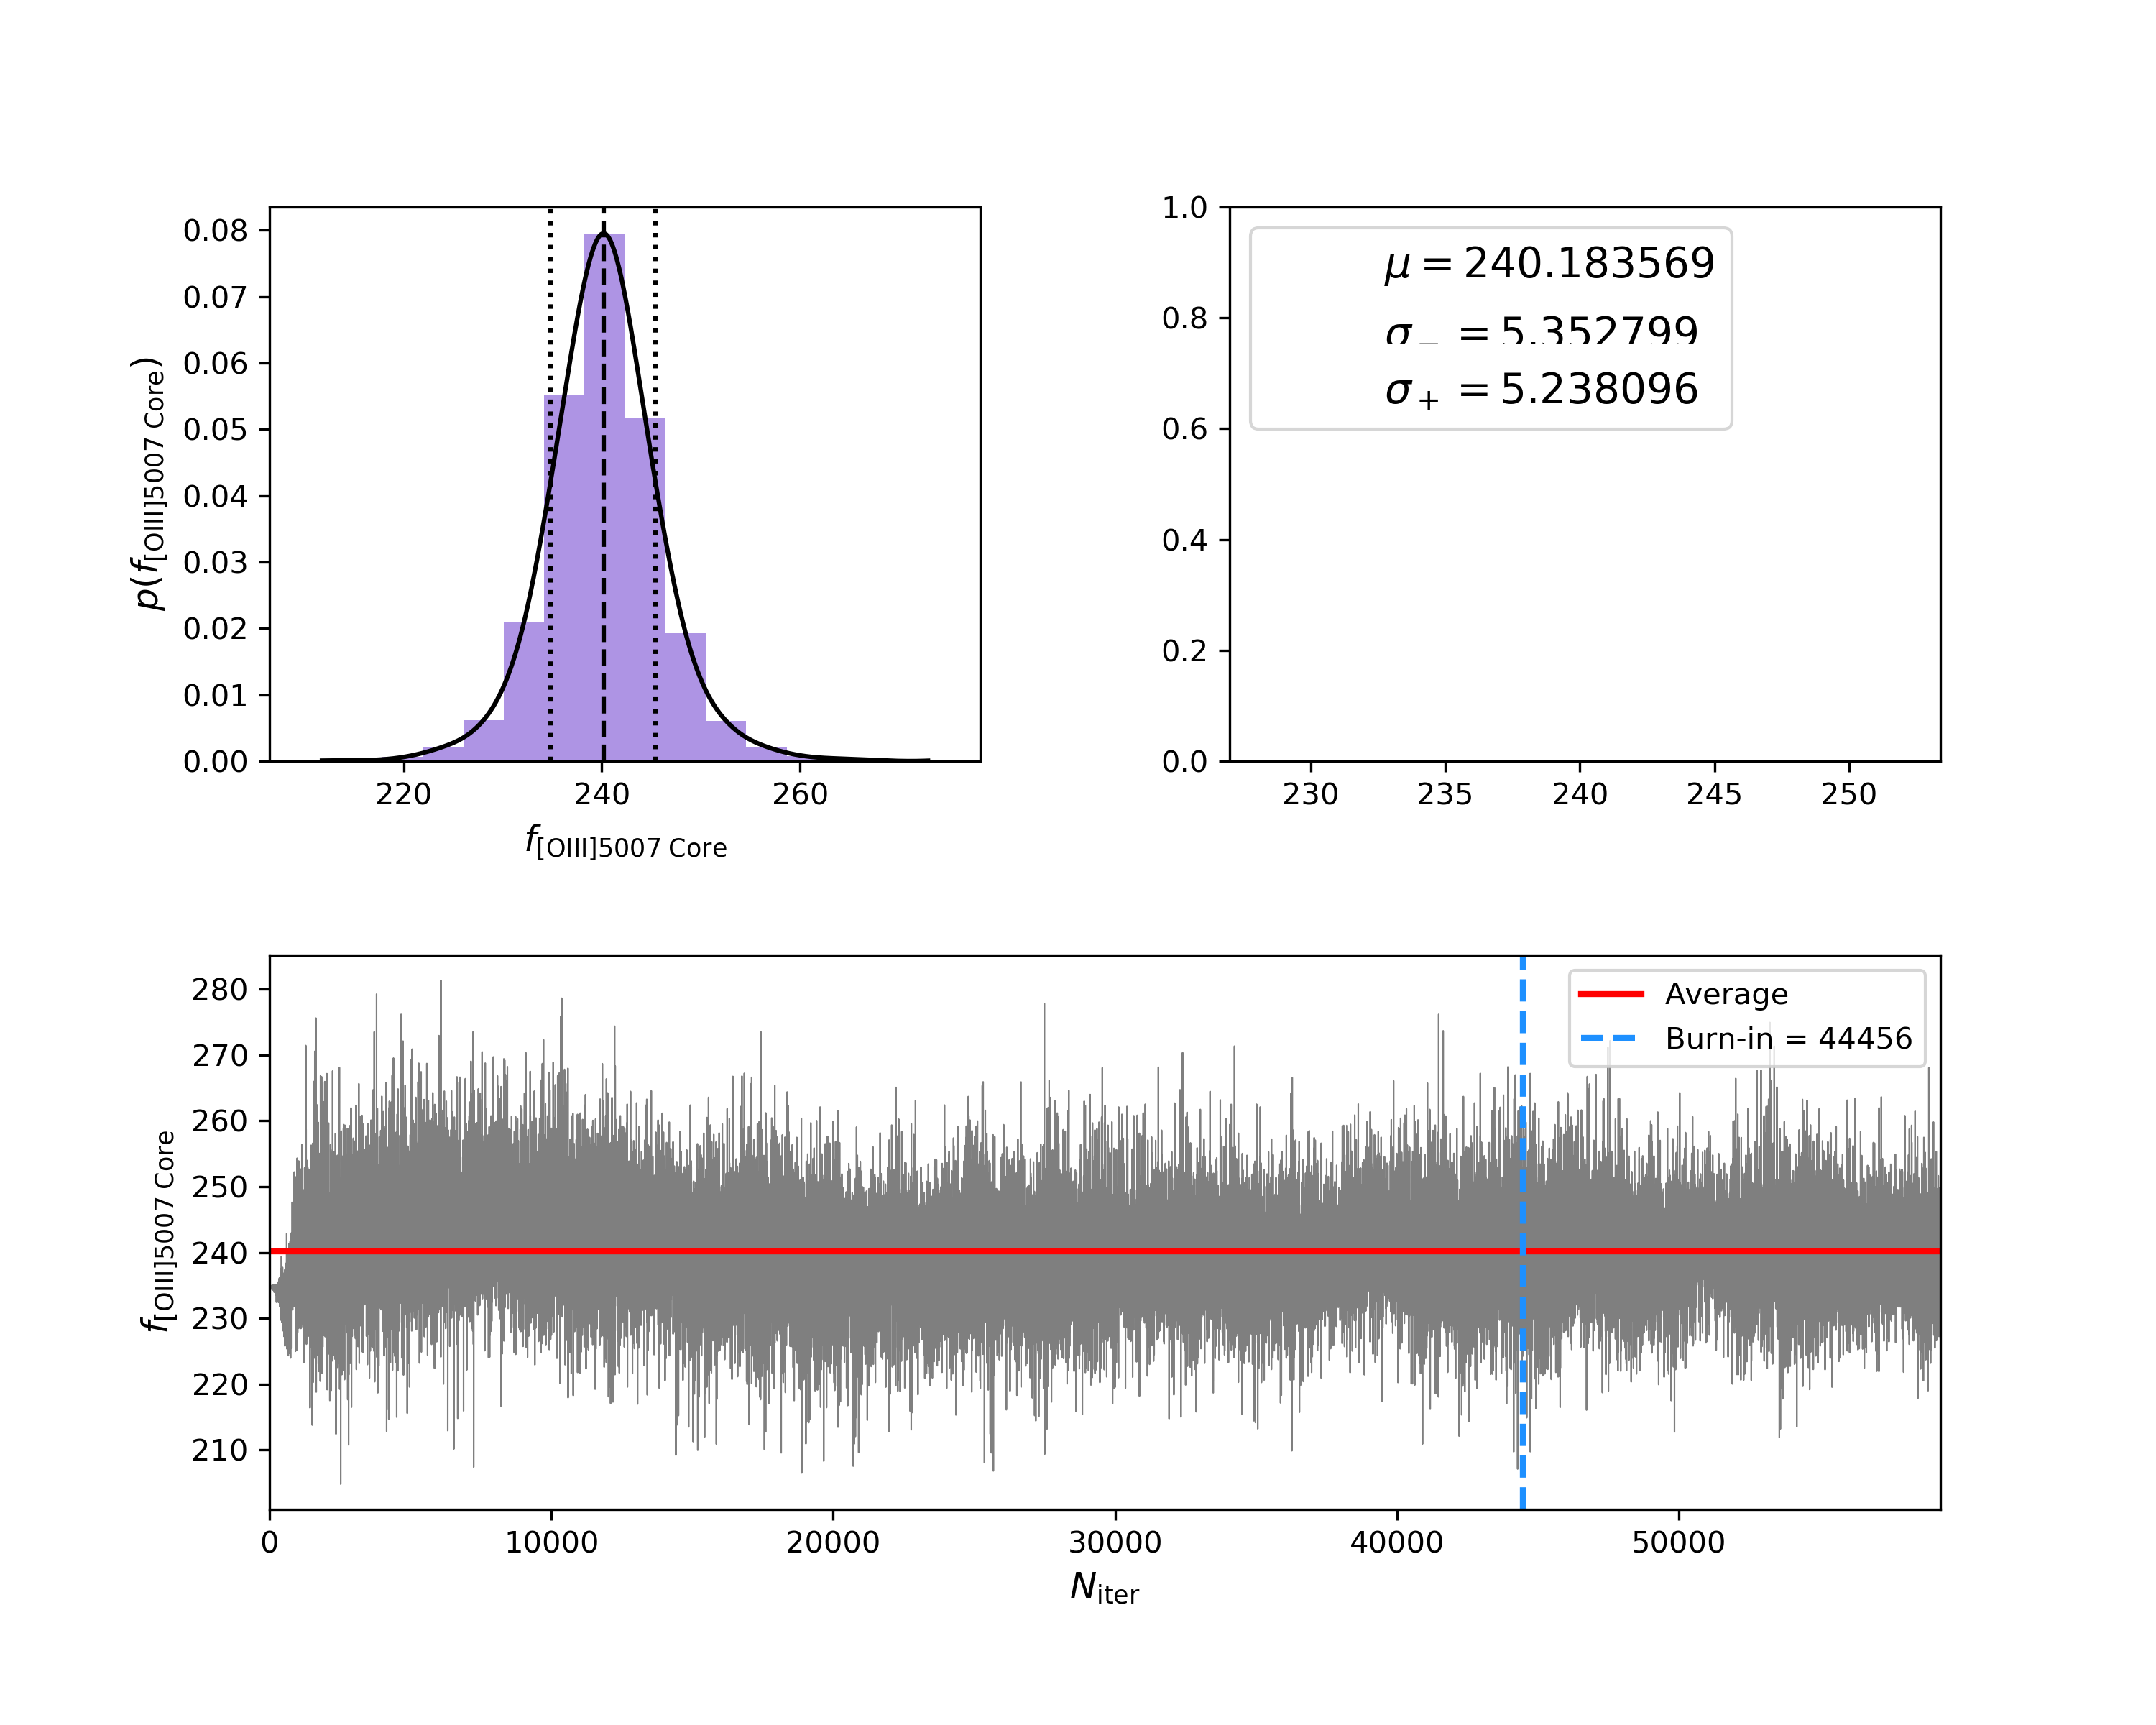 0.08
0.07
0.06
0.05
0.04
0.03
0.02
0.01
0.00
p(f[OIII]5007 Core)
220 240 260
f[OIII]5007 Core
1.0
0.8
0.6
0.4
0.2
0.0
μ = 240.183569
σ− = 5.352799
σ+ = 5.238096
230 235 240 245 250
280
270
260
250
240
230
220
210
f[OIII]5007 Core
Average
Burn-in = 44456
0 10000 20000 30000 40000 50000
Niter